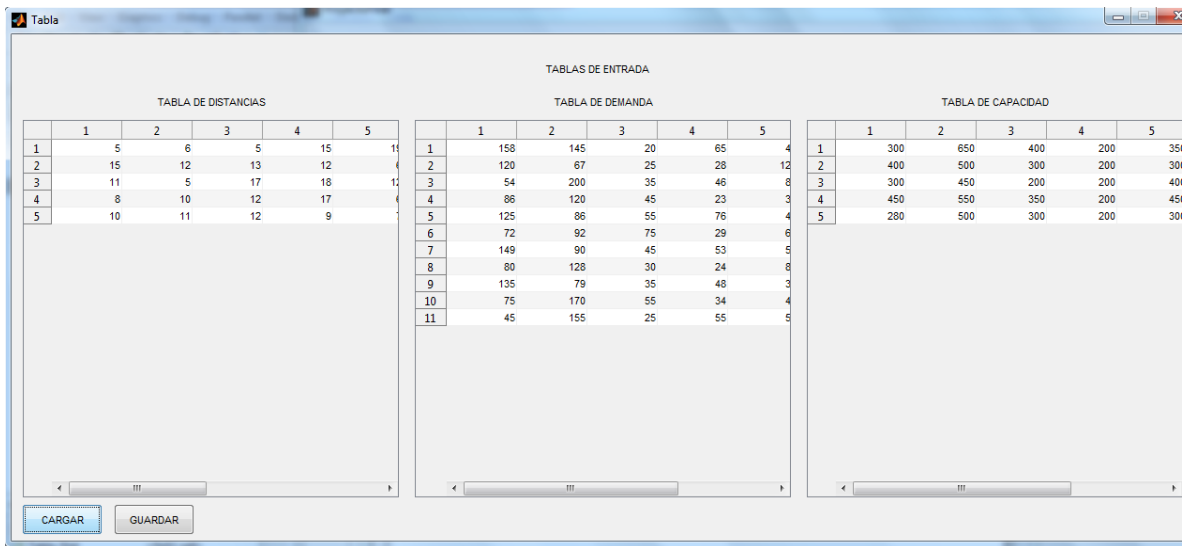 Tabla
TABLAS DE ENTRADA
TABLA DE DISTANCIAS
1 2 3 4 5
1 5 6 5 15
2 15 12 13 12
3 11 5 17 18
4 8 10 12 17
5 10 11 12 9
TABLA DE DEMANDA
1 2 3 4 5
1 158 145 20 65
2 120 67 25 28
3 54 200 35 46
4 86 120 45 23
5 125 86 55 76
6 72 92 75 29
7 149 90 45 53
8 80 128 30 24
9 135 79 35 48
10 75 170 55 34
11 45 155 25 55
TABLA DE CAPACIDAD
1 2 3 4 5
1 300 650 400 200 350
2 400 500 300 200 300
3 300 450 200 200 400
4 450 550 350 200 450
5 280 500 300 200 300
CARGAR GUARDAR